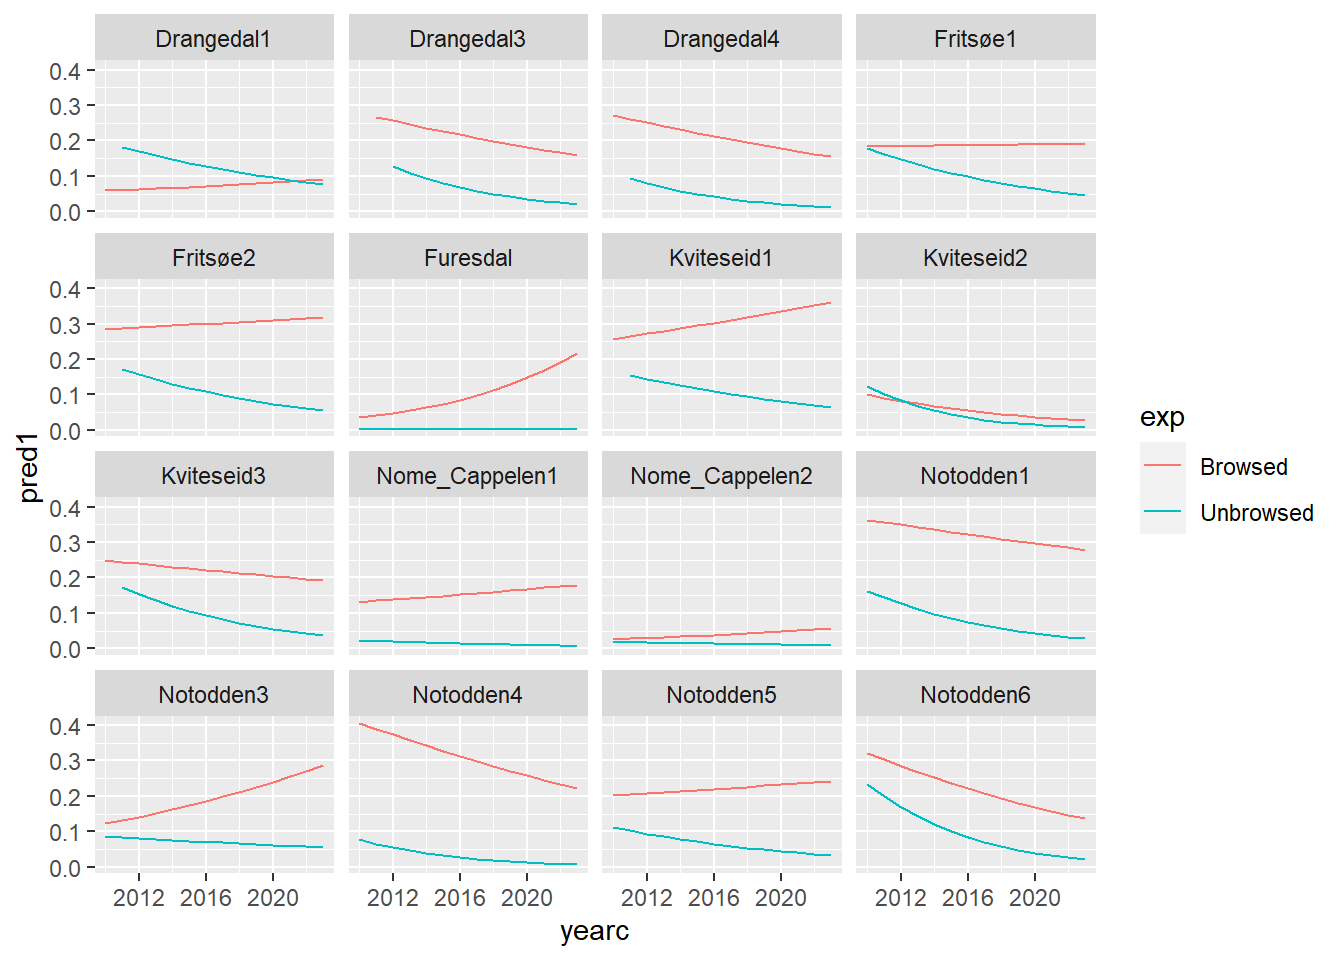 Drangedal1 Drangedal3 Drangedal4 Fritsøe1
0.4
0.3
0.2
0.1
0.0
Fritsøe2 Furesdal Kviteseid1 Kviteseid2
0.4
0.3
0.2
0.1
0.0
Kviteseid3 Nome_Cappelen1 Nome_Cappelen2 Notodden1
0.4
0.3
0.2
0.1
0.0
Notodden3 Notodden4 Notodden5 Notodden6
0.4
0.3
0.2
0.1
0.0
2012 2016 2020 2012 2016 2020 2012 2016 2020 2012 2016 2020
yearc
pred1
exp
Browsed
Unbrowsed